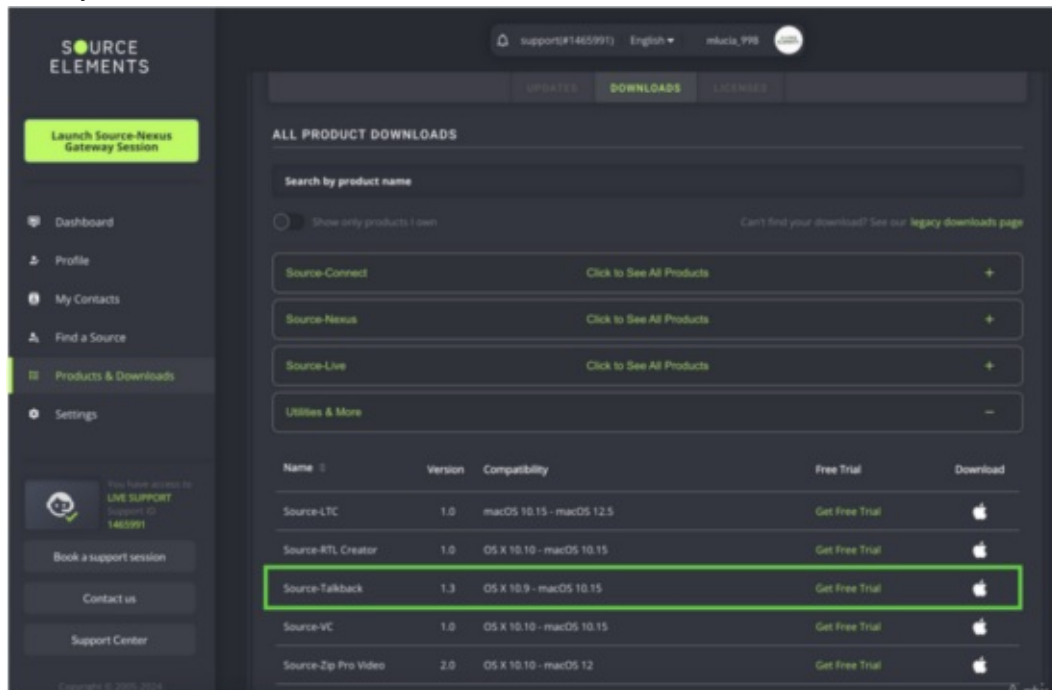 SOURCE
ELEMENTS
support(#1465991) English mlucia_998
UPDATES DOWNLOADS LICENSES
Launch Source-Nexus
Gateway Session
ALL PRODUCT DOWNLOADS
Search by product name
Show only products I own
Can't find your download? See our legacy downloads page
Dashboard
Profile
My Contacts
Find a Source
Products & Downloads
Settings
Source-Connect Click to See All Products +
Source-Nexus Click to See All Products +
Source-Live Click to See All Products +
Utilities & More −
Name Version Compatibility Free Trial Download
Source-LTC 1.0 macOS 10.15 - macOS 12.5 Get Free Trial
Source-RTL Creator 1.0 OS X 10.10 - macOS 10.15 Get Free Trial
Source-Talkback 1.3 OS X 10.9 - macOS 10.15 Get Free Trial
Source-VC 1.0 OS X 10.10 - macOS 10.15 Get Free Trial
Source-Zip Pro Video 2.0 OS X 10.10 - macOS 12 Get Free Trial
You have access to
LIVE SUPPORT
Support ID
1465991
Book a support session
Contact us
Support Center
Copyright © 2005-2024